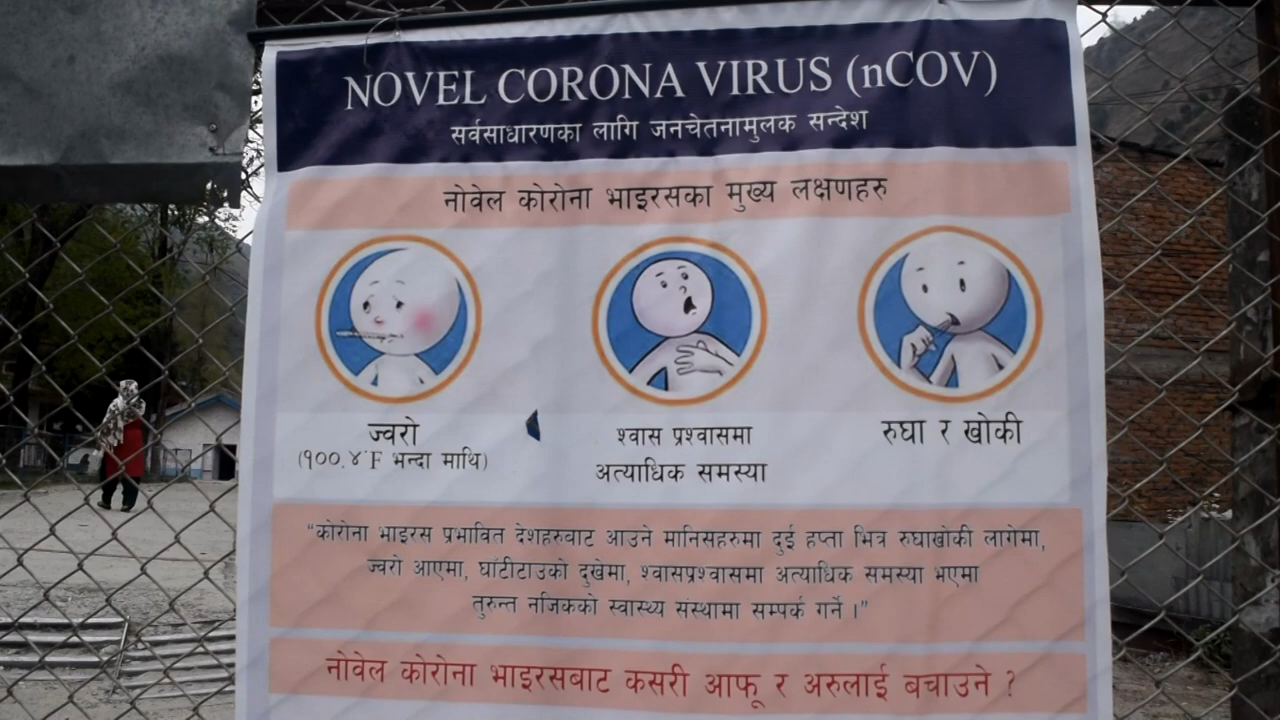 NOVEL CORONA VIRUS (nCOV)
सर्वसाधारणका लागि जनचेतनामुलक सन्देश
नोवेल कोरोना भाइरसका मुख्य लक्षणहरु
ज्वरो
(१००.४˚F भन्दा माथि)
श्वास प्रश्वासमा
अत्याधिक समस्या
रुघा र खोकी
"कोरोना भाइरस प्रभावित देशहरुबाट आउने मानिसहरुमा दुई हप्ता भित्र रुघाखोकी लागेमा,
ज्वरो आएमा, घाँटीटाउको दुखेमा, श्वासप्रश्वासमा अत्याधिक समस्या भएमा
तुरुन्त नजिकको स्वास्थ्य संस्थामा सम्पर्क गर्ने ।"
नोवेल कोरोना भाइरसबाट कसरी आफू र अरुलाई बचाउने ?